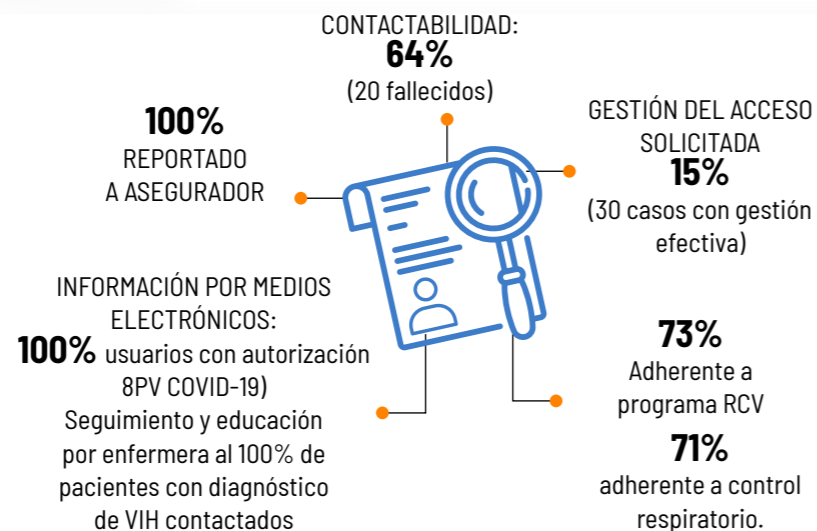 CONTACTABILIDAD:
64%
(20 fallecidos)
100%
REPORTADO
A ASEGURADOR
GESTIÓN DEL ACCESO
SOLICITADA
15%
(30 casos con gestión
efectiva)
INFORMACIÓN POR MEDIOS
ELECTRÓNICOS:
100% usuarios con autorización
8PV COVID-19)
Seguimiento y educación
por enfermera al 100% de
pacientes con diagnóstico
de VIH contactados
73%
Adherente a
programa RCV
71%
adherente a control
respiratorio.